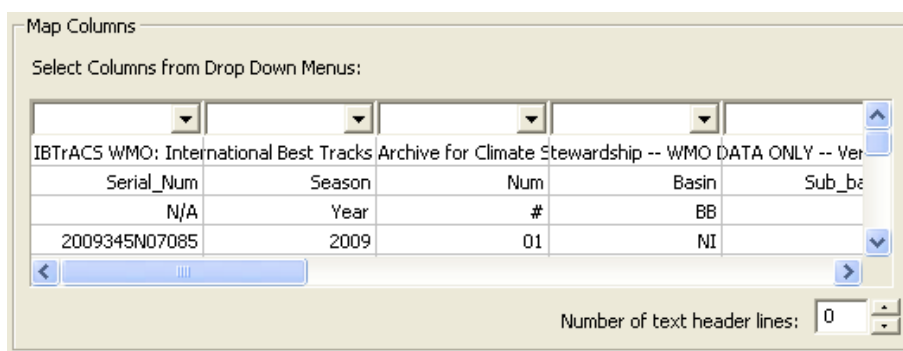 Map Columns
Select Columns from Drop Down Menus:
IBTrACS WMO: International Best Tracks Archive for Climate Stewardship -- WMO DATA ONLY -- Ver
Serial_Num Season Num Basin Sub_ba
N/A Year # BB
2009345N07085 2009 01 NI
Number of text header lines: 0